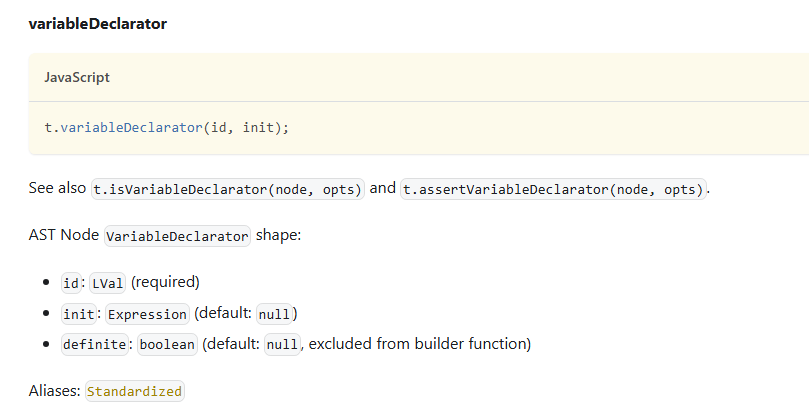 variableDeclarator
JavaScript
t.variableDeclarator(id, init);
See also t.isVariableDeclarator(node, opts) and t.assertVariableDeclarator(node, opts).
AST Node VariableDeclarator shape:
• id: LVal (required)
• init: Expression (default: null)
• definite: boolean (default: null, excluded from builder function)
Aliases: Standardized